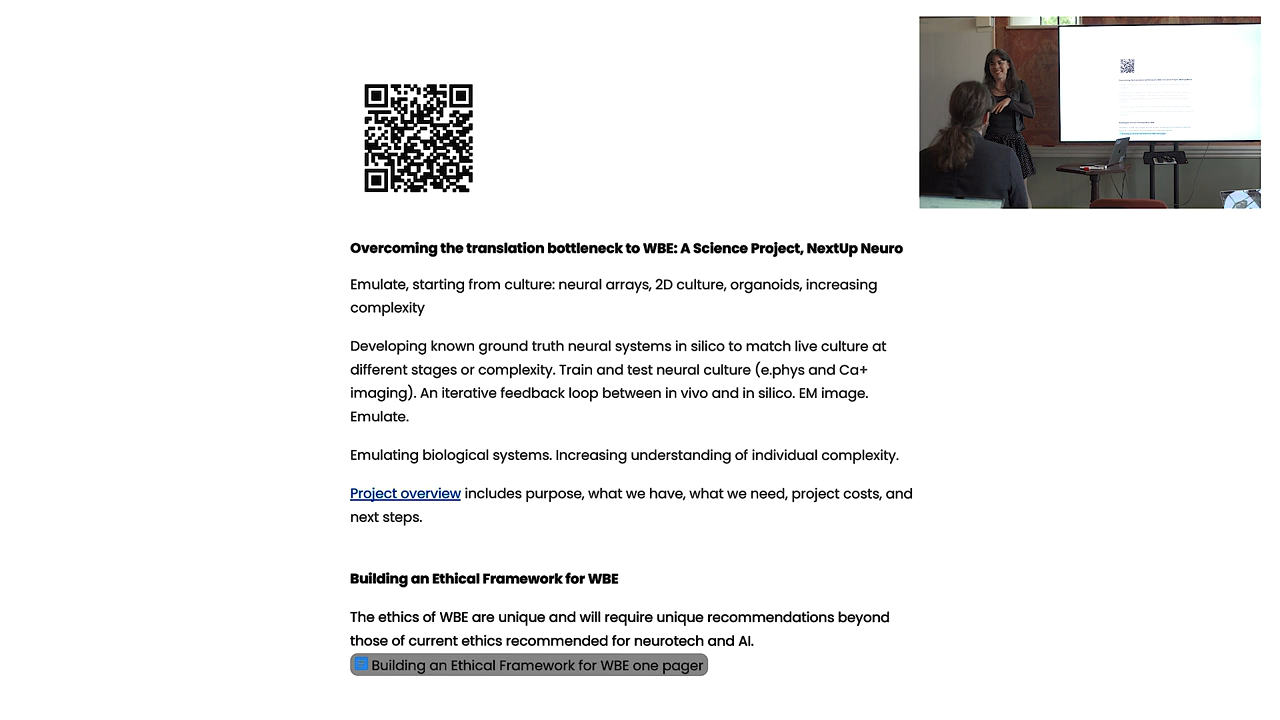 Overcoming the translation bottleneck to WBE: A Science Project, NextUp Neuro
Emulate, starting from culture: neural arrays, 2D culture, organoids, increasing
complexity
Developing known ground truth neural systems in silico to match live culture at
different stages or complexity. Train and test neural culture (e.phys and Ca+
imaging). An iterative feedback loop between in vivo and in silico. EM image.
Emulate.
Emulating biological systems. Increasing understanding of individual complexity.
Project overview includes purpose, what we have, what we need, project costs, and
next steps.
Building an Ethical Framework for WBE
The ethics of WBE are unique and will require unique recommendations beyond
those of current ethics recommended for neurotech and AI.
Building an Ethical Framework for WBE one pager